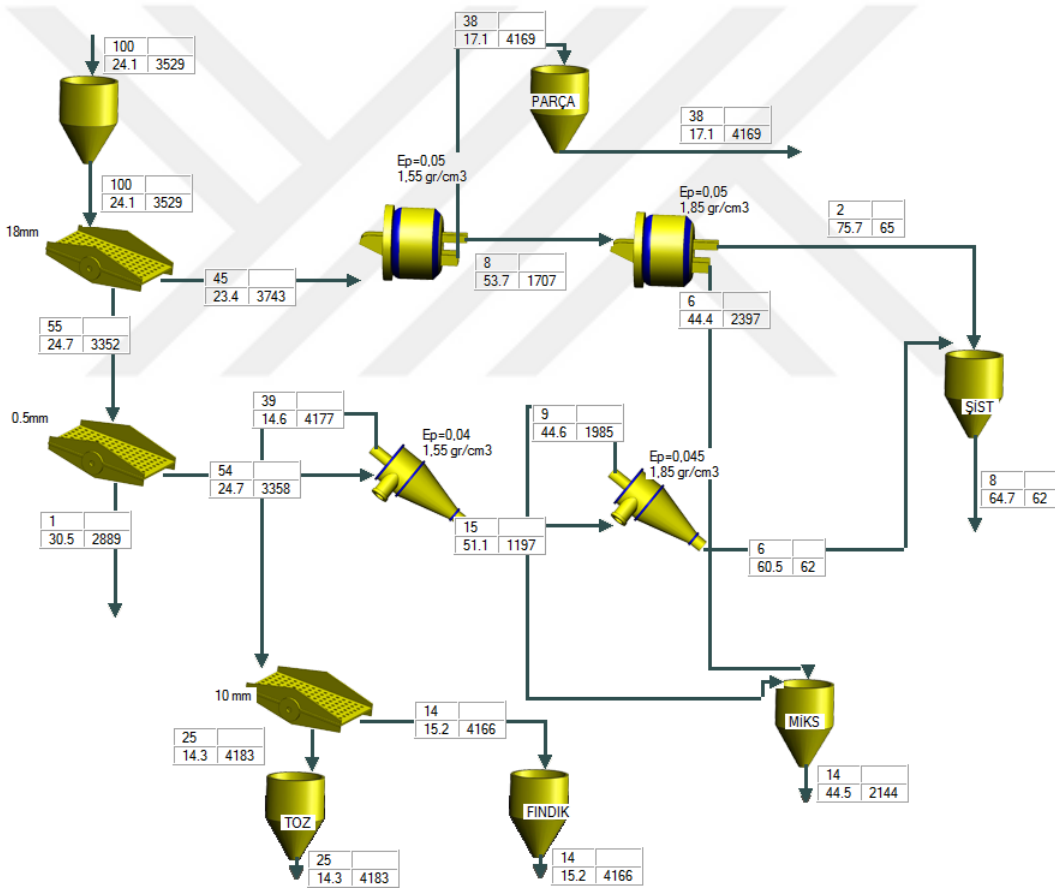 100
24.1 3529
38
17.1 4169
PARÇA
38
17.1 4169
100
24.1 3529
Ep=0,05
1,55 gr/cm3
Ep=0,05
1,85 gr/cm3
2
75.7 65
18mm
45
23.4 3743
8
53.7 1707
6
44.4 2397
55
24.7 3352
ŞİST
0.5mm
39
14.6 4177
9
44.6 1985
Ep=0,04
1,55 gr/cm3
Ep=0,045
1,85 gr/cm3
54
24.7 3358
8
64.7 62
1
30.5 2889
15
51.1 1197
6
60.5 62
10 mm
14
15.2 4166
MİKS
25
14.3 4183
14
44.5 2144
TOZ
FINDIK
25
14.3 4183
14
15.2 4166